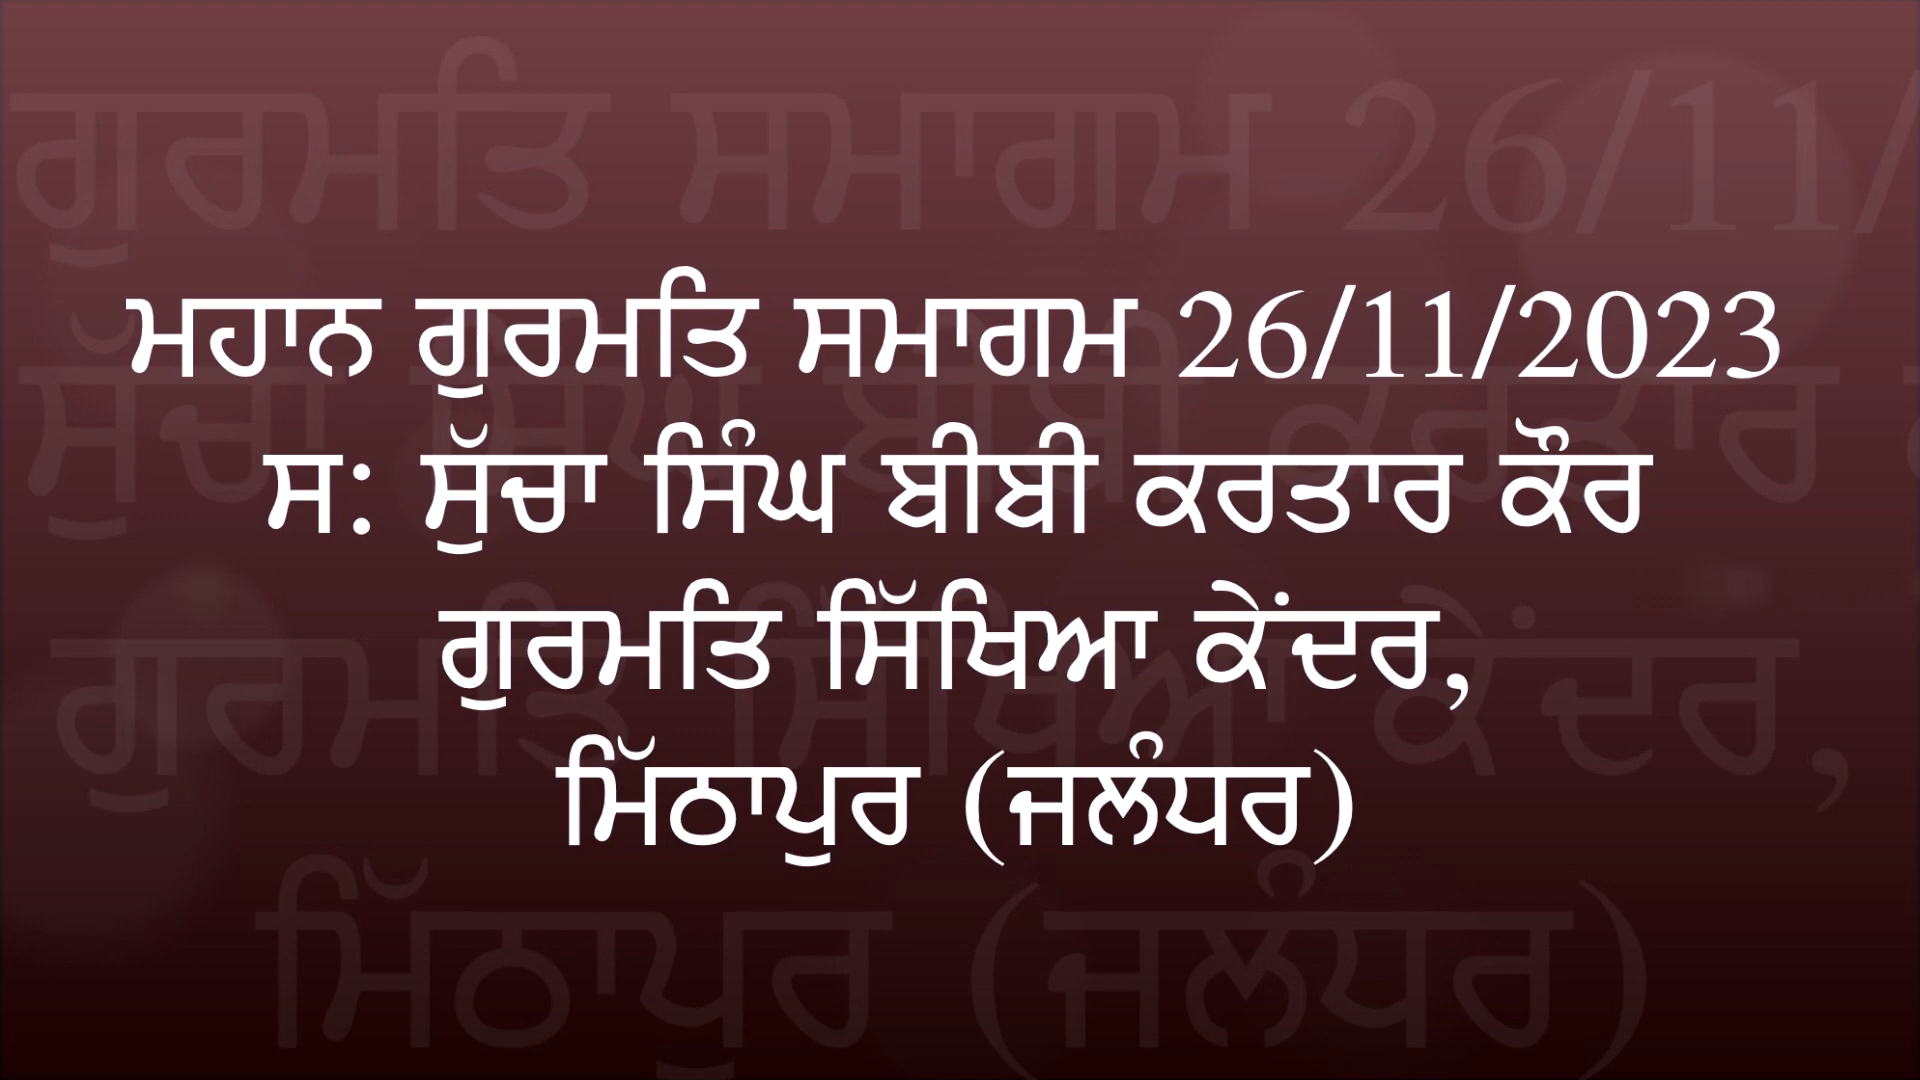 ਮਹਾਨ ਗੁਰਮਤਿ ਸਮਾਗਮ 26/11/2023
ਸ: ਸੁੱਚਾ ਸਿੰਘ ਬੀਬੀ ਕਰਤਾਰ ਕੌਰ
ਗੁਰਮਤਿ ਸਿੱਖਿਆ ਕੇਂਦਰ,
ਮਿੱਠਾਪੁਰ (ਜਲੰਧਰ)